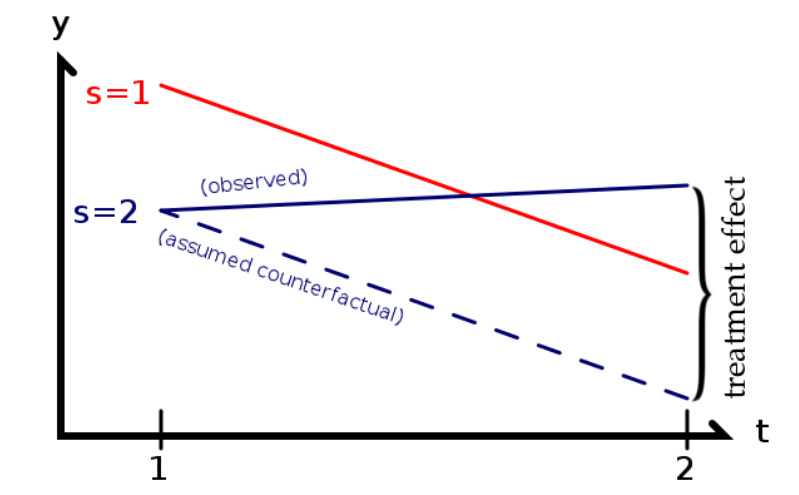 y
s=1
(observed)
s=2
(assumed counterfactual)
treatment effect
t
1
2